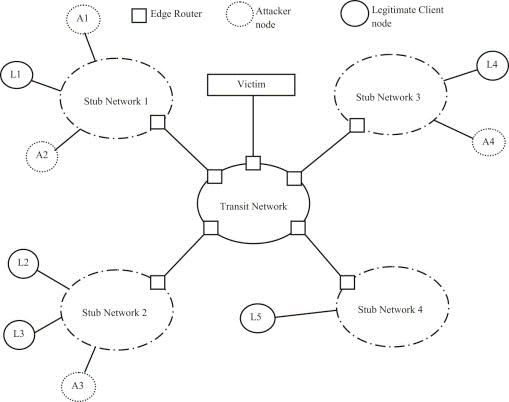 A1
Edge Router
Attacker
node
Legitimate Client
node
L1
L4
Victim
Stub Network 1
Stub Network 3
A2
A4
Transit Network
L2
L3
Stub Network 2
L5
Stub Network 4
A3